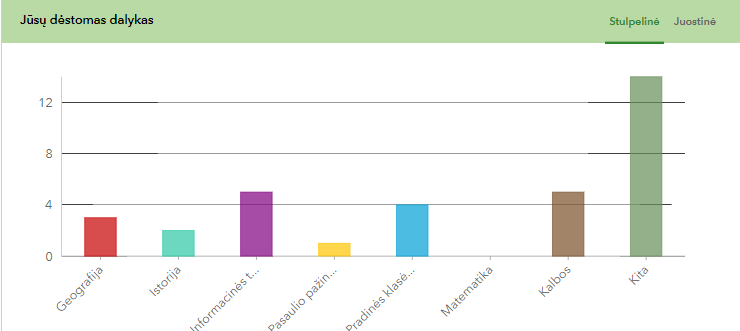 Jūsų dėstomas dalykas
Stulpelinė Juostinė
12
8
4
0
Geografija
Istorija
Informacinės t...
Pasaulio pažin...
Pradinės klasė...
Matematika
Kalbos
Kita